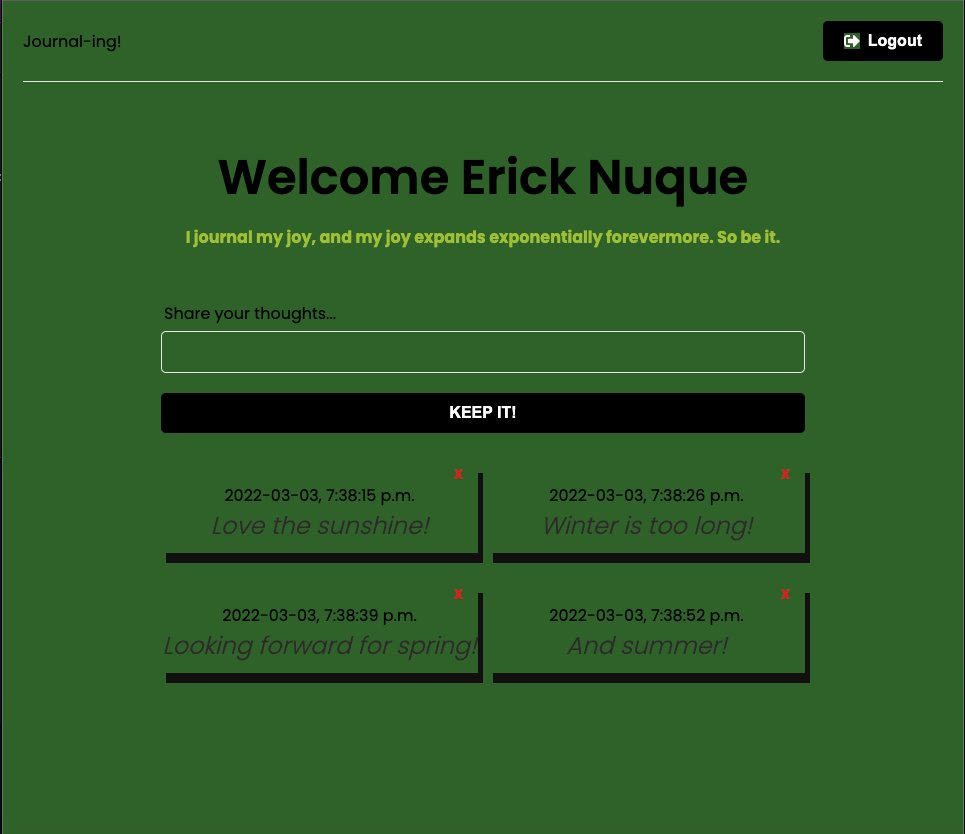 Journal-ing!
Logout
Welcome Erick Nuque
I journal my joy, and my joy expands exponentially forevermore. So be it.
Share your thoughts...
KEEP IT!
X
2022-03-03, 7:38:15 p.m.
Love the sunshine!
X
2022-03-03, 7:38:26 p.m.
Winter is too long!
X
2022-03-03, 7:38:39 p.m.
Looking forward for spring!
X
2022-03-03, 7:38:52 p.m.
And summer!